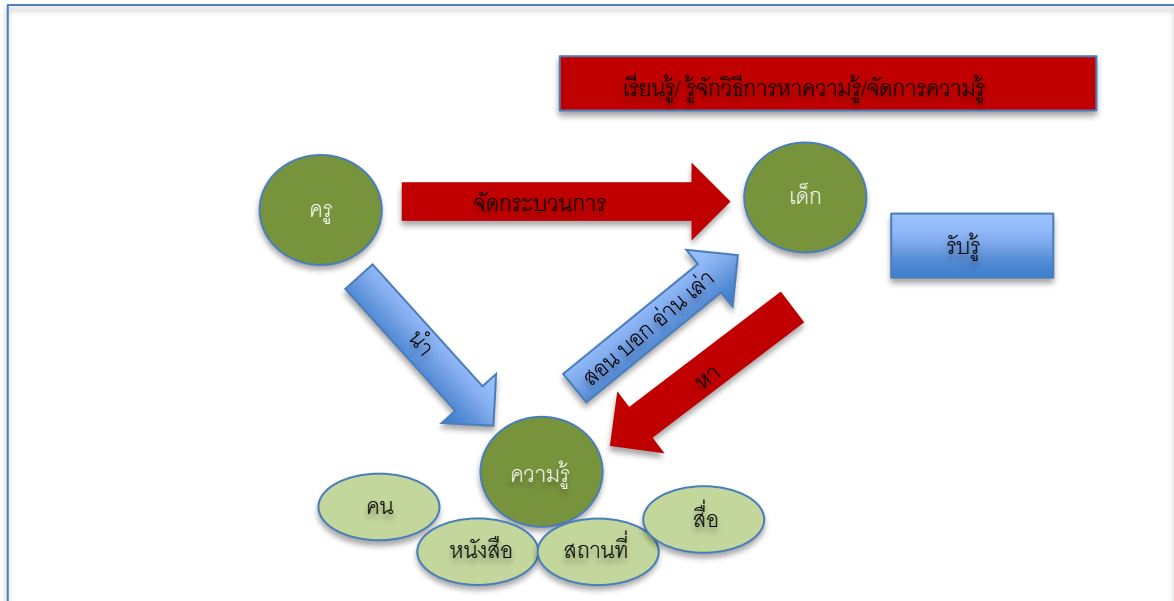 เรียนรู้/ รู้จักวิธีการหาความรู้/จัดการความรู้
ครู
จัดกระบวนการ
เด็ก
รับรู้
นำ
สอน บอก อ่าน เล่า
หา
ความรู้
คน
หนังสือ
สถานที่
สื่อ